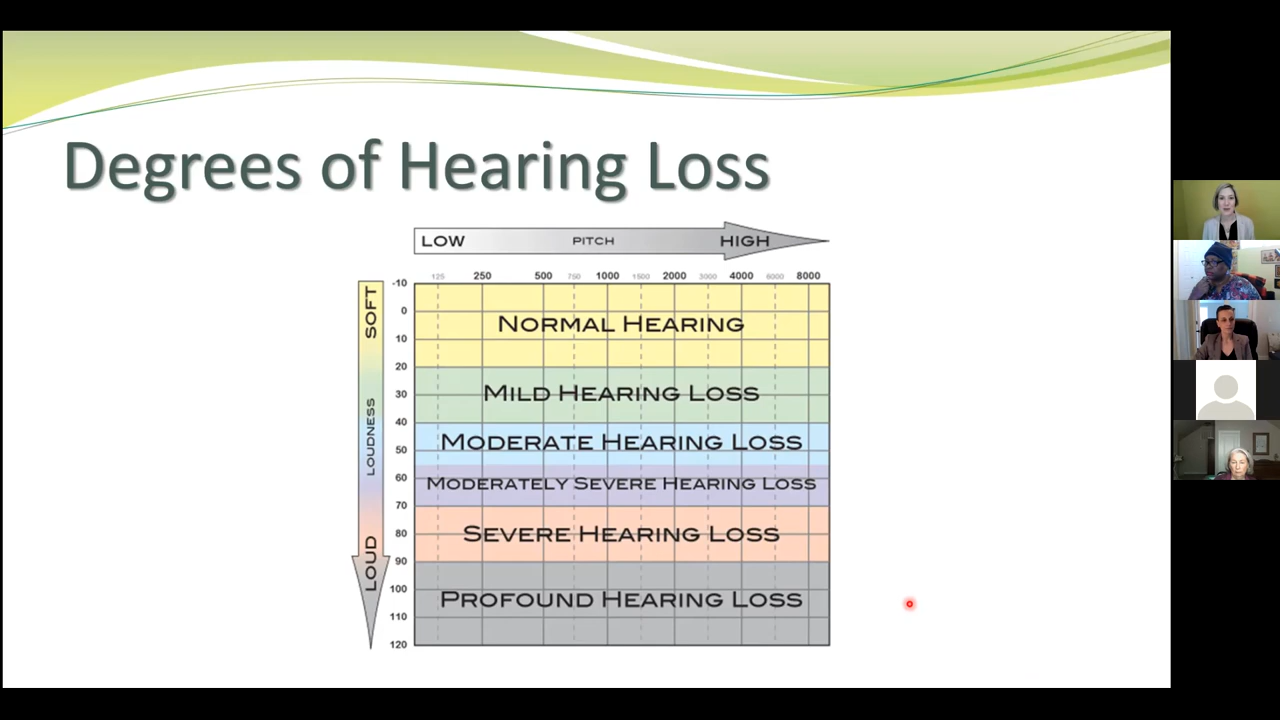 Degrees of Hearing Loss
LOW PITCH HIGH
125 250 500 750 1000 1500 2000 3000 4000 6000 8000
SOFT
LOUDNESS
LOUD
-10
0
NORMAL HEARING
10
20
30
MILD HEARING LOSS
40
MODERATE HEARING LOSS
50
60
MODERATELY SEVERE HEARING LOSS
70
80
SEVERE HEARING LOSS
90
100
PROFOUND HEARING LOSS
110
120